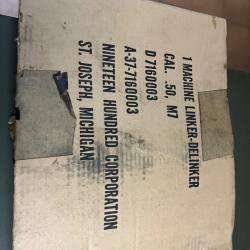 1 MACHINE LINKER-DELINKER
CAL. .50, M7
D 7160003
A-37-7160003
NINETEEN HUNDRED CORPORATION
ST. JOSEPH, MICHIGAN